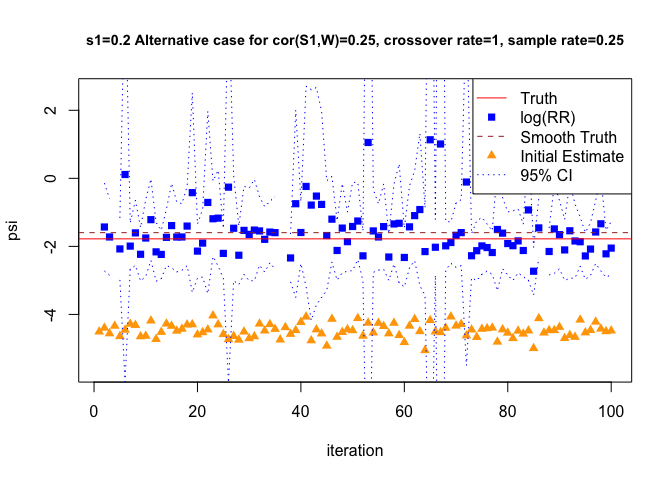 s1=0.2 Alternative case for cor(S1,W)=0.25, crossover rate=1, sample rate=0.25
Truth
log(RR)
Smooth Truth
Initial Estimate
95% CI
psi
2
0
-2
-4
0
20
40
60
80
100
iteration